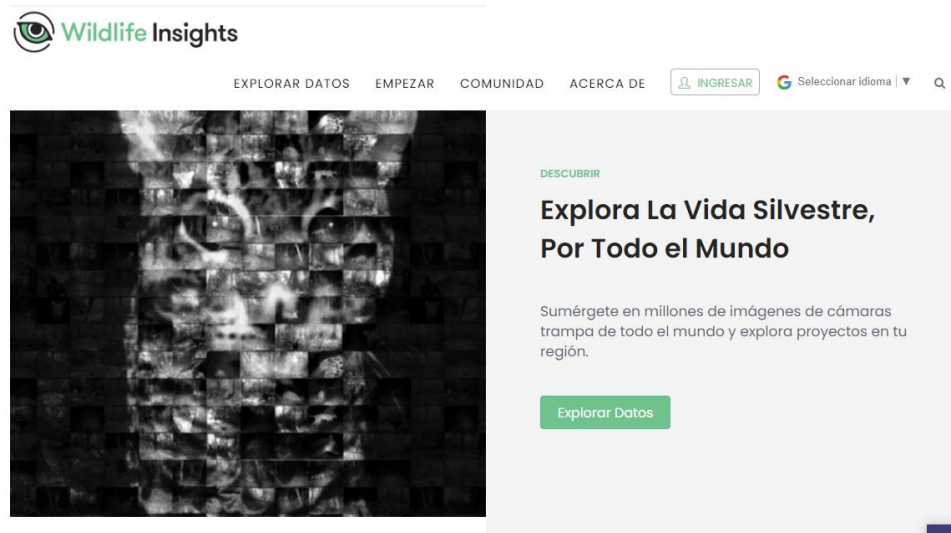 Wildlife Insights
EXPLORAR DATOS EMPEZAR COMUNIDAD ACERCA DE INGRESAR Seleccionar idioma ▼
DESCUBRIR
Explora La Vida Silvestre,
Por Todo el Mundo
Sumérgete en millones de imágenes de cámaras
trampa de todo el mundo y explora proyectos en tu
región.
Explorar Datos